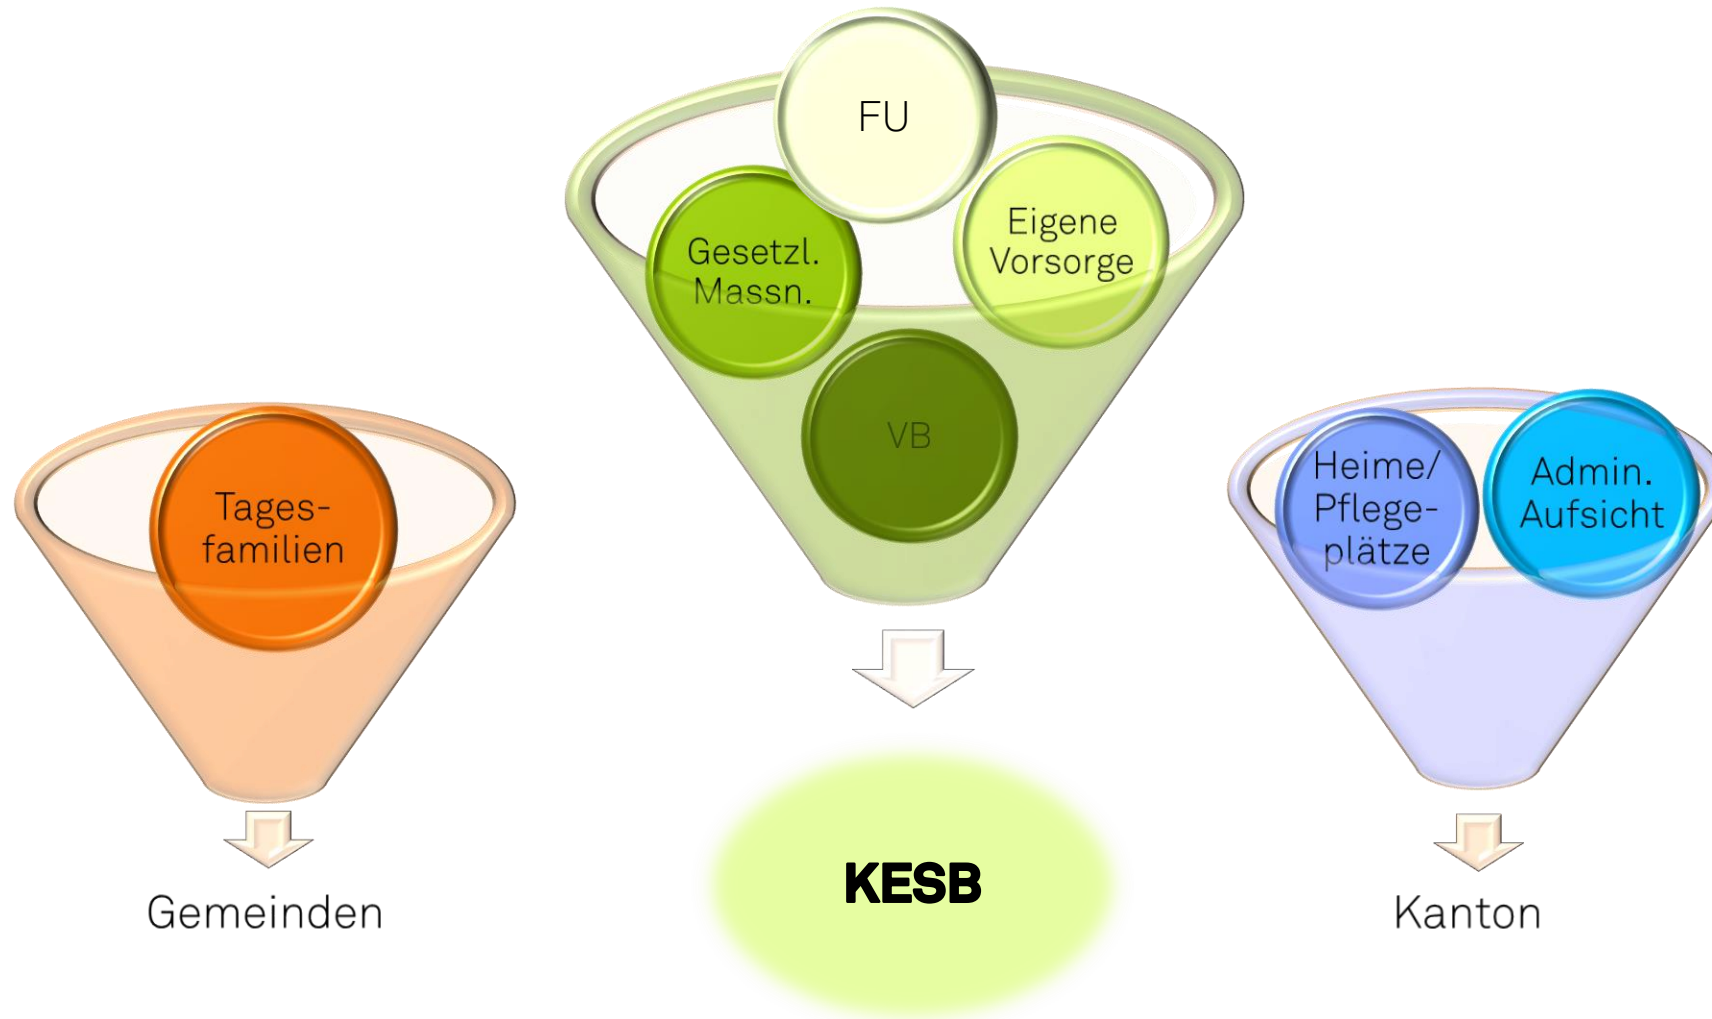 FU
Gesetzl.
Massn.
Eigene
Vorsorge
VB
Tages-
familien
Heime/
Pflege-
plätze
Admin.
Aufsicht
Gemeinden
KESB
Kanton